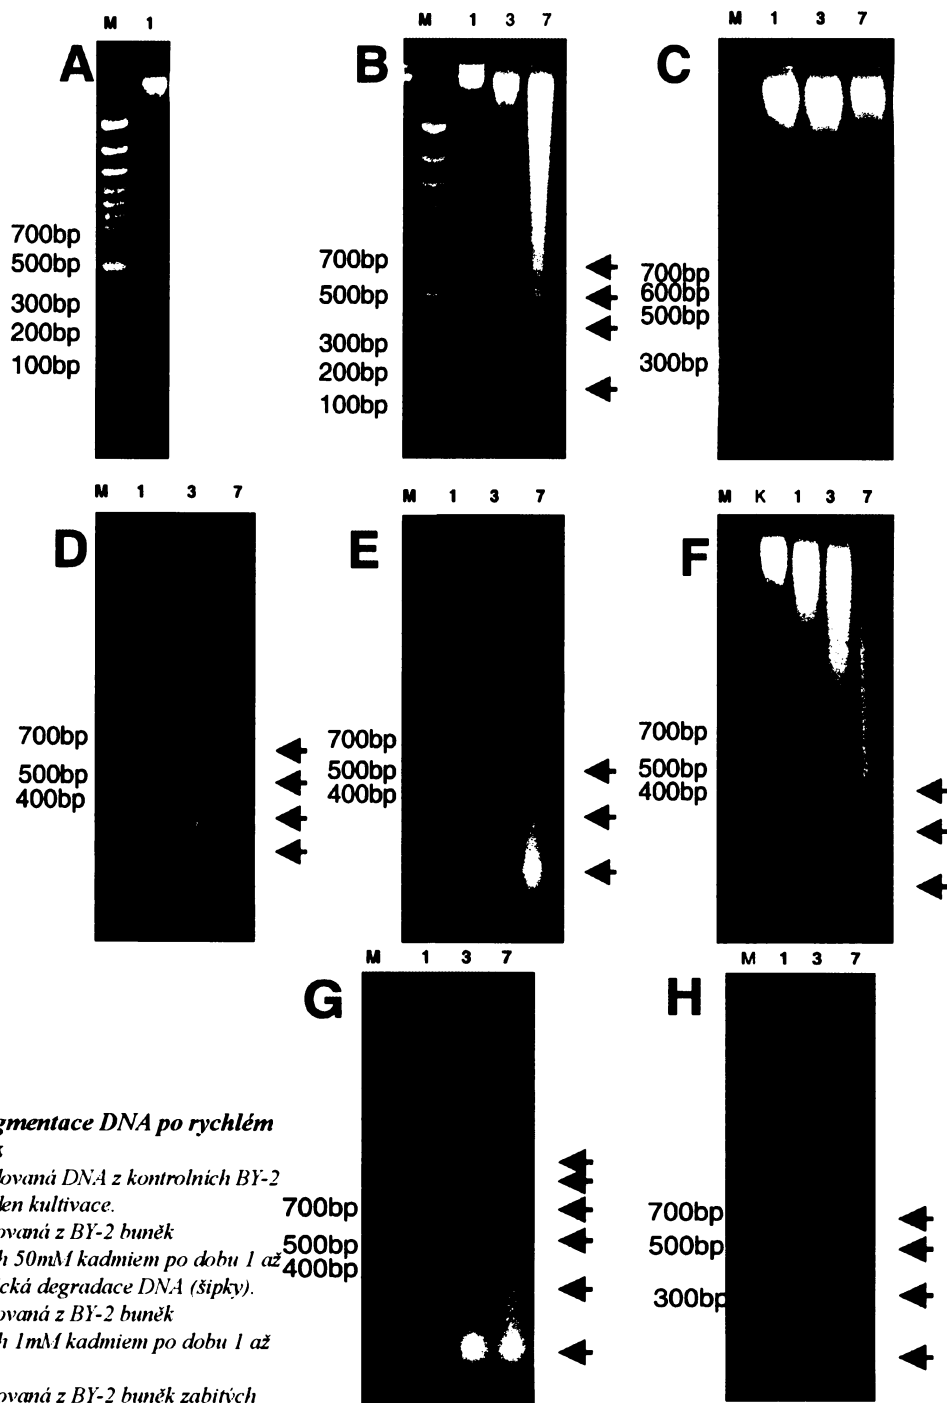 M 1
A
700bp
500bp
300bp
200bp
100bp
M 1 3 7
B
700bp
500bp
300bp
200bp
100bp
M 1 3 7
C
700bp
600bp
500bp
300bp
M 1 3 7
D
700bp
500bp
400bp
M 1 3 7
E
700bp
500bp
400bp
M K 1 3 7
F
700bp
500bp
400bp
M 1 3 7
G
700bp
500bp
400bp
M 1 3 7
H
700bp
500bp
300bp
gmentace DNA po rychlém
lovaná DNA z kontrolních BY-2
len kultivace.
ovaná z BY-2 buněk
h 50mM kadmiem po dobu 1 až
ická degradace DNA (šipky).
ovaná z BY-2 buněk
h 1mM kadmiem po dobu 1 až
ovaná z BY-2 buněk zabitých